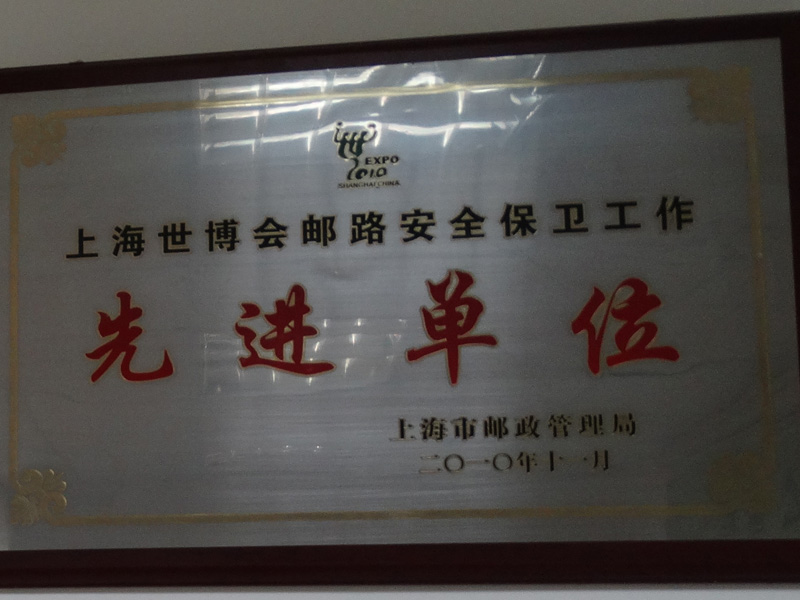 EXPO
2010
SHANGHAI CHINA
上海世博会邮路安全保卫工作
先进单位
上海市邮政管理局
二〇一〇年十一月